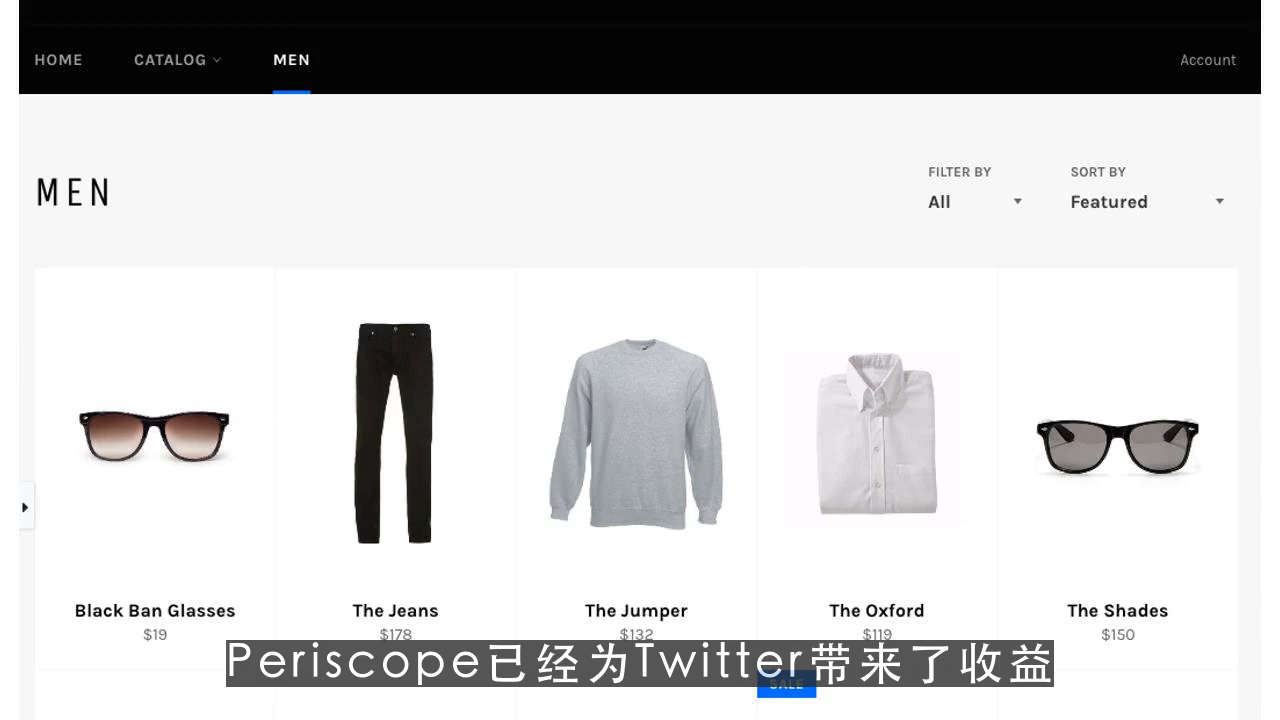 HOME CATALOG MEN Account
MEN
FILTER BY SORT BY
All Featured
Black Ban Glasses The Jeans The Jumper The Oxford The Shades
$19 $178 $132 $119 $150
Periscope已经为Twitter带来了收益
SALE